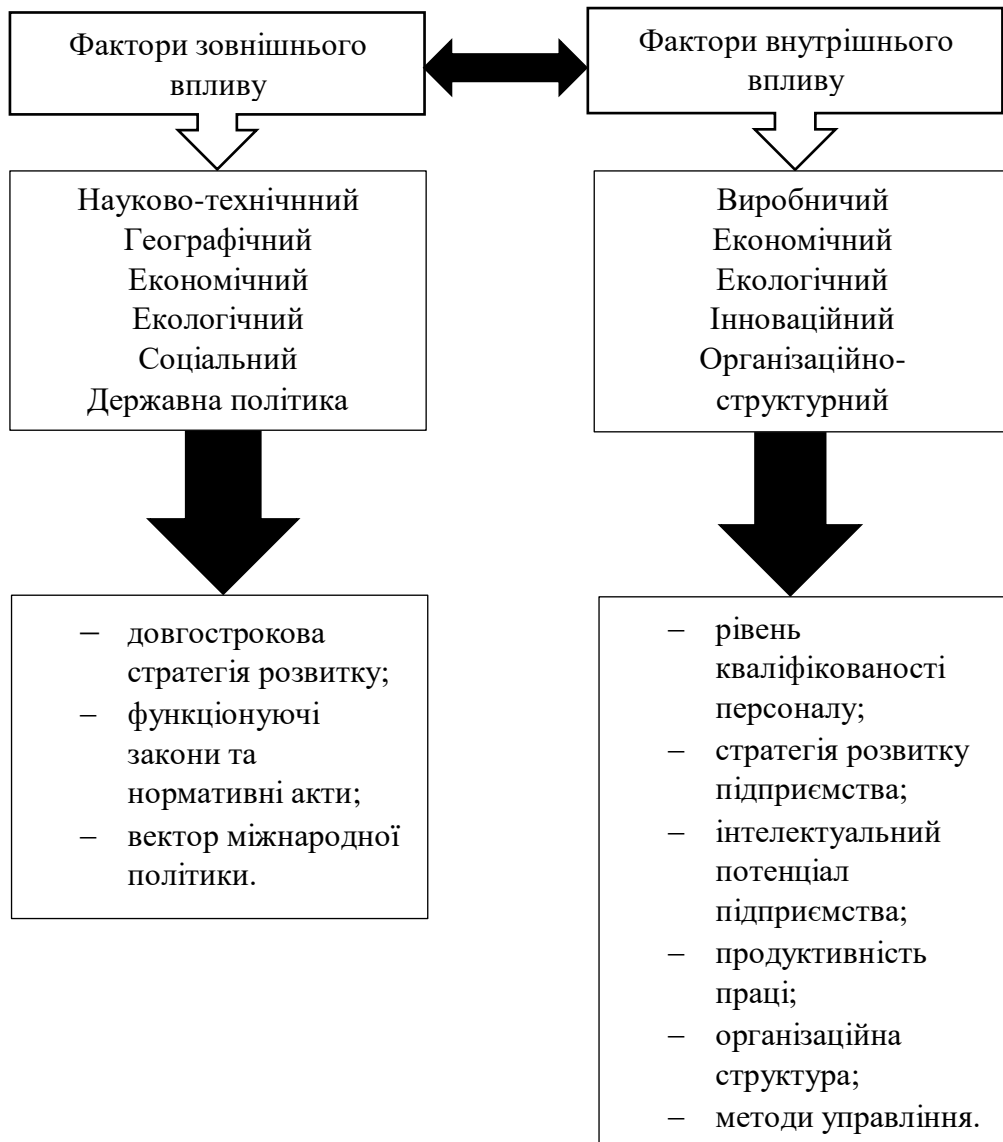 Фактори зовнішнього
впливу
Фактори внутрішнього
впливу
Науково-технічнний
Географічний
Економічний
Екологічний
Соціальний
Державна політика
Виробничий
Економічний
Екологічний
Інноваційний
Організаційно-
структурний
– довгострокова
стратегія розвитку;
– функціонуючі
закони та
нормативні акти;
– вектор міжнародної
політики.
– рівень
кваліфікованості
персоналу;
– стратегія розвитку
підприємства;
– інтелектуальний
потенціал
підприємства;
– продуктивність
праці;
– організаційна
структура;
– методи управління.